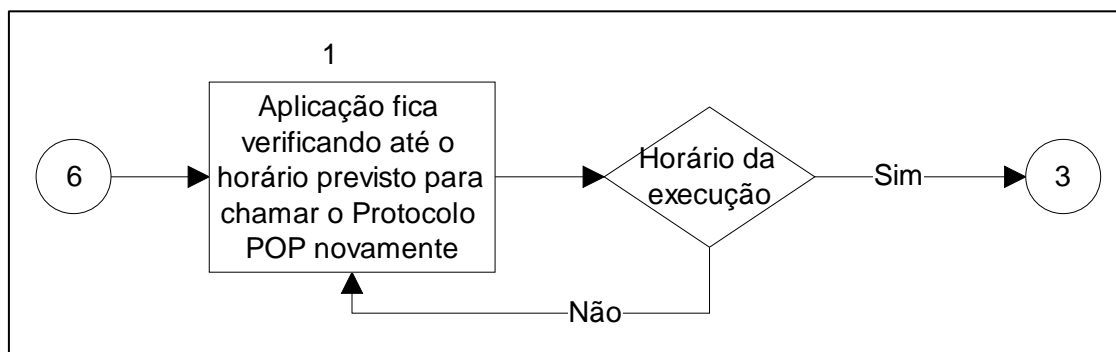 1
6
Aplicação fica
verificando até o
horário previsto para
chamar o Protocolo
POP novamente
Horário da
execução
Sim
3
Não